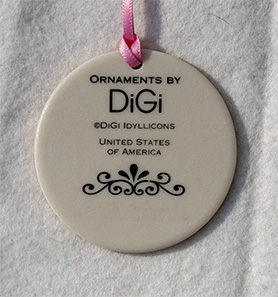 ORNAMENTS BY
DiGi
©DIGI IDYLLICONS
UNITED STATES
OF AMERICA